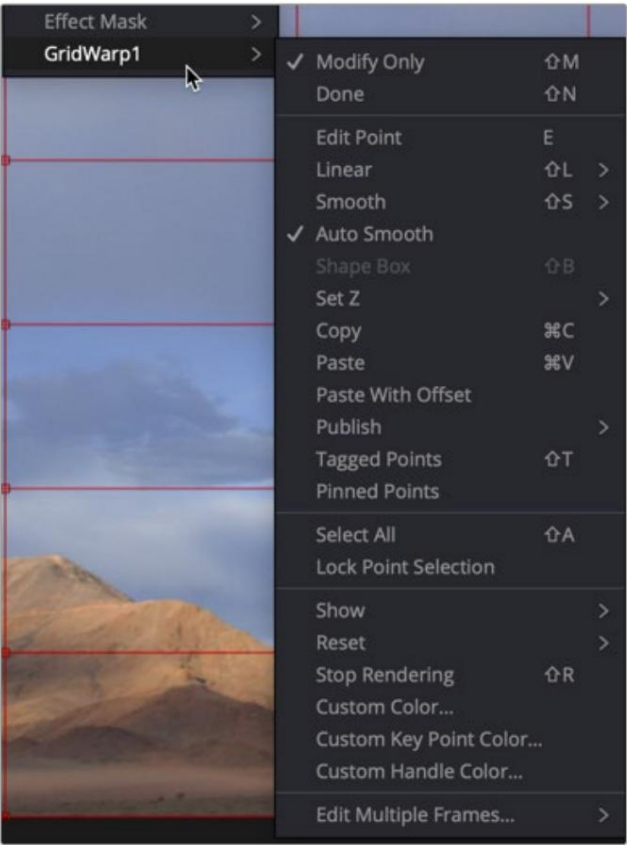 Effect Mask >
GridWarp1 >
✓ Modify Only ⇧M
Done ⇧N
Edit Point E
Linear ⇧L >
Smooth ⇧S >
✓ Auto Smooth
Shape Box ⇧B
Set Z >
Copy ⌘C
Paste ⌘V
Paste With Offset
Publish >
Tagged Points ⇧T
Pinned Points
Select All ⇧A
Lock Point Selection
Show >
Reset >
Stop Rendering ⇧R
Custom Color...
Custom Key Point Color...
Custom Handle Color...
Edit Multiple Frames... >